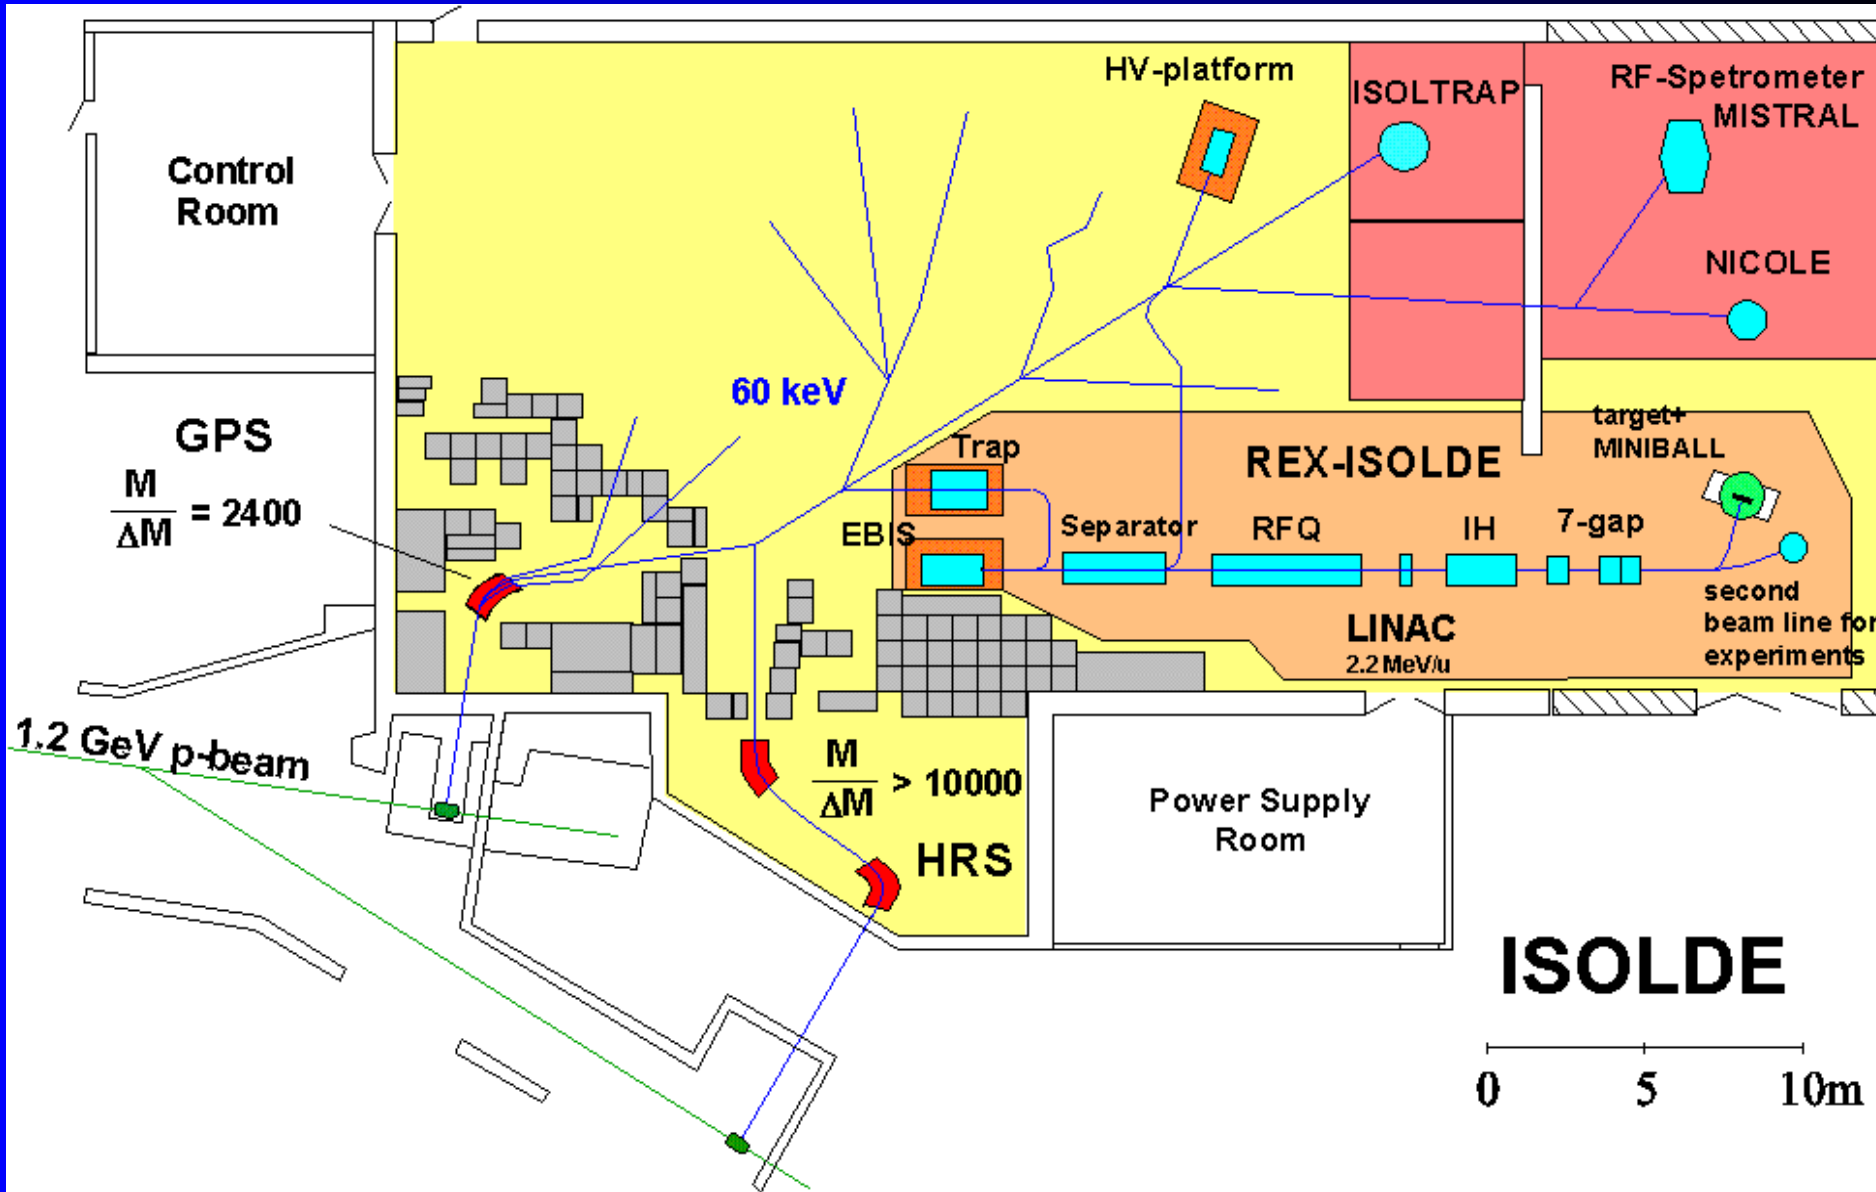 HV-platform
ISOLTRAP
RF-Spetrometer
MISTRAL
Control
Room
NICOLE
60 keV
GPS
M
ΔM
= 2400
Trap
REX-ISOLDE
target+
MINIBALL
EBIS
Separator
RFQ
IH
7-gap
second
beam line for
experiments
LINAC
2.2 MeV/u
1.2 GeV p-beam
M
ΔM
> 10000
HRS
Power Supply
Room
ISOLDE
0 5 10m